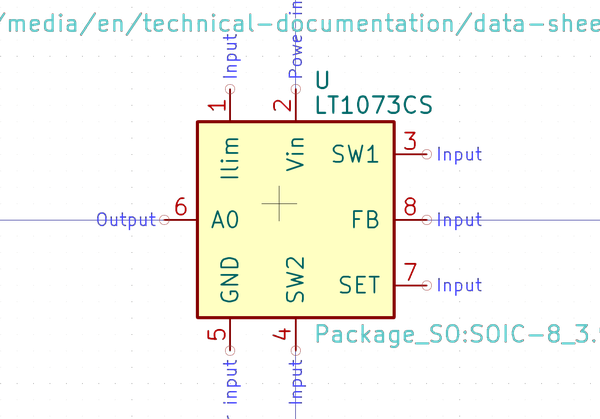 /media/en/technical-documentation/data-shee
Input
Power in
U
1
2
LT1073CS
Ilim
Vin
SW1
3
Input
Output
6
A0
FB
8
Input
GND
SW2
SET
7
Input
5
4
Package_SO:SOIC-8_3.
input
Input